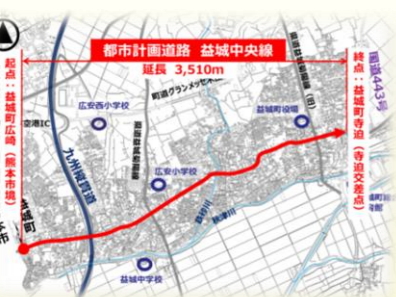 都市計画道路 益城中央線
延長 3,510m
起点：益城町広崎（熊本市境）
終点：益城町寺迫（寺迫交差点）
国道443号
町道グランメッセ
広安西小学校
益城町役場
空港IC
九州縦貫道
広安小学校
秋津川
益城町
益城中学校